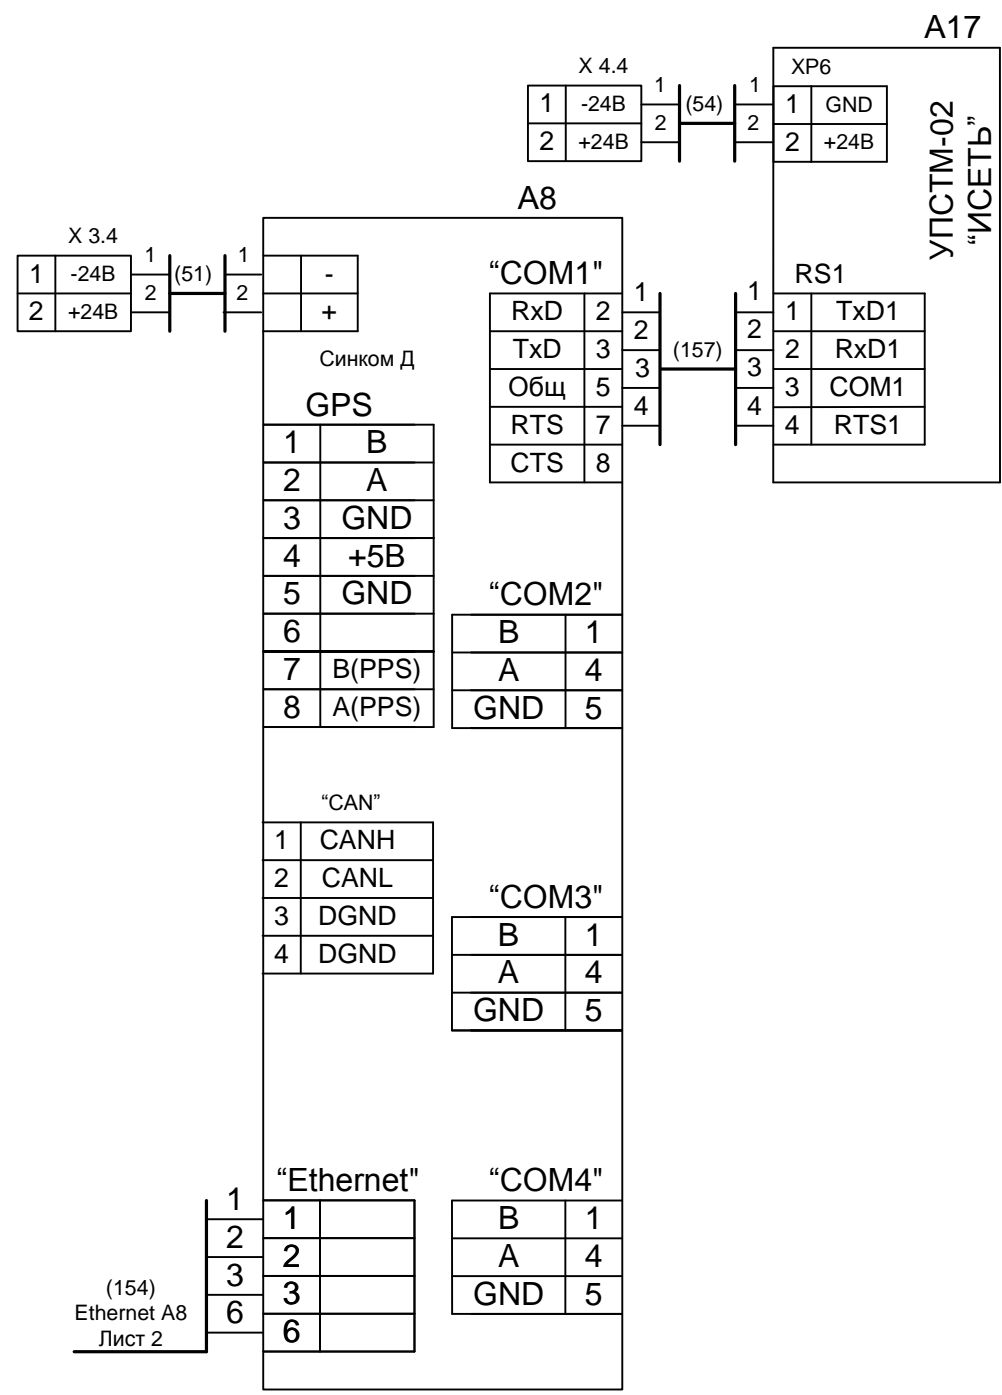 A17
X 4.4
1 -24В
2 +24В
1
2
(54)
1
2
XP6
1 GND
2 +24В
УПСТМ-02
“ИСЕТЬ”
A8
X 3.4
1 -24В
2 +24В
1
2
(51)
1
2
-
+
Синком Д
“COM1"
RxD 2
TxD 3
Общ 5
RTS 7
CTS 8
1
2
3
4
(157)
1
2
3
4
RS1
1 TxD1
2 RxD1
3 COM1
4 RTS1
GPS
1 B
2 A
3 GND
4 +5В
5 GND
6
7 B(PPS)
8 A(PPS)
“COM2"
B 1
A 4
GND 5
“CAN”
1 CANH
2 CANL
3 DGND
4 DGND
“COM3"
B 1
A 4
GND 5
“Ethernet"
1
2
3
6
1
2
3
6
(154)
Ethernet A8
Лист 2
“COM4"
B 1
A 4
GND 5